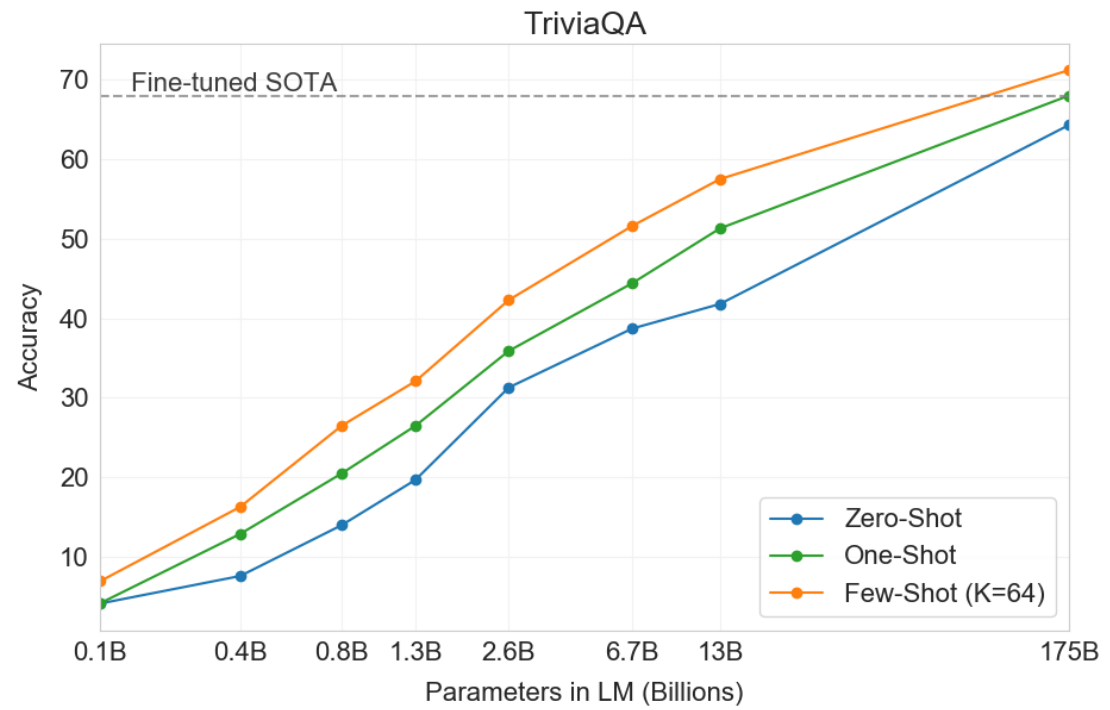 TriviaQA
Fine-tuned SOTA
70
60
50
40
30
20
10
Accuracy
Zero-Shot
One-Shot
Few-Shot (K=64)
0.1B 0.4B 0.8B 1.3B 2.6B 6.7B 13B 175B
Parameters in LM (Billions)